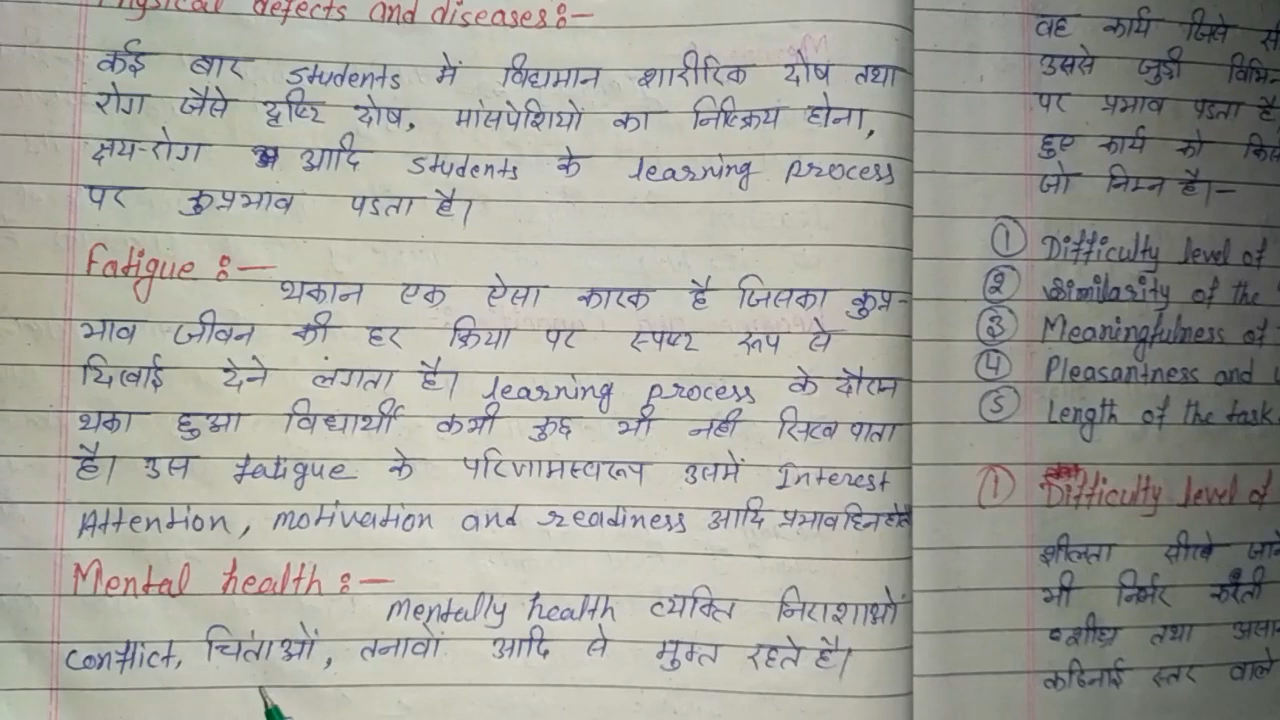 Physical defects and diseases:-
कई बार students में विद्यमान शारीरिक दोष तथा
रोग जैसे दृष्टि दोष, मांसपेशियों का निष्क्रिय होना,
क्षय-रोग आदि students के learning process
पर कुप्रभाव पडता है।
Fatigue :-
थकान एक ऐसा कारक है जिसका कुप्र-
भाव जीवन की हर क्रिया पर स्पष्ट रूप से
दिखाई देने लगता है। learning process के दौरान
थका हुआ विद्यार्थी कभी कुछ भी नहीं सिख पाता
है। उस fatigue के परिणामस्वरूप उसमें Interest
Attention, motivation and readiness आदि प्रभावहिन होते
Mental health :-
Mentally health व्यक्ति निराशाओं
conflict, चिंताओं, तनावों आदि से मुक्त रहते है।
वह कार्य जिसे
उससे जुडी
पर प्रभाव पडता है
हुए कार्य को
जो निम्न है।-
① Difficulty level of
② Similarity of the
③ Meaningfulness of
④ Pleasantness and
⑤ Length of the task
① Difficulty level of
सीखे
भी निर्भर करती
शीघ्र तथा
कठिनाई स्तर वाले